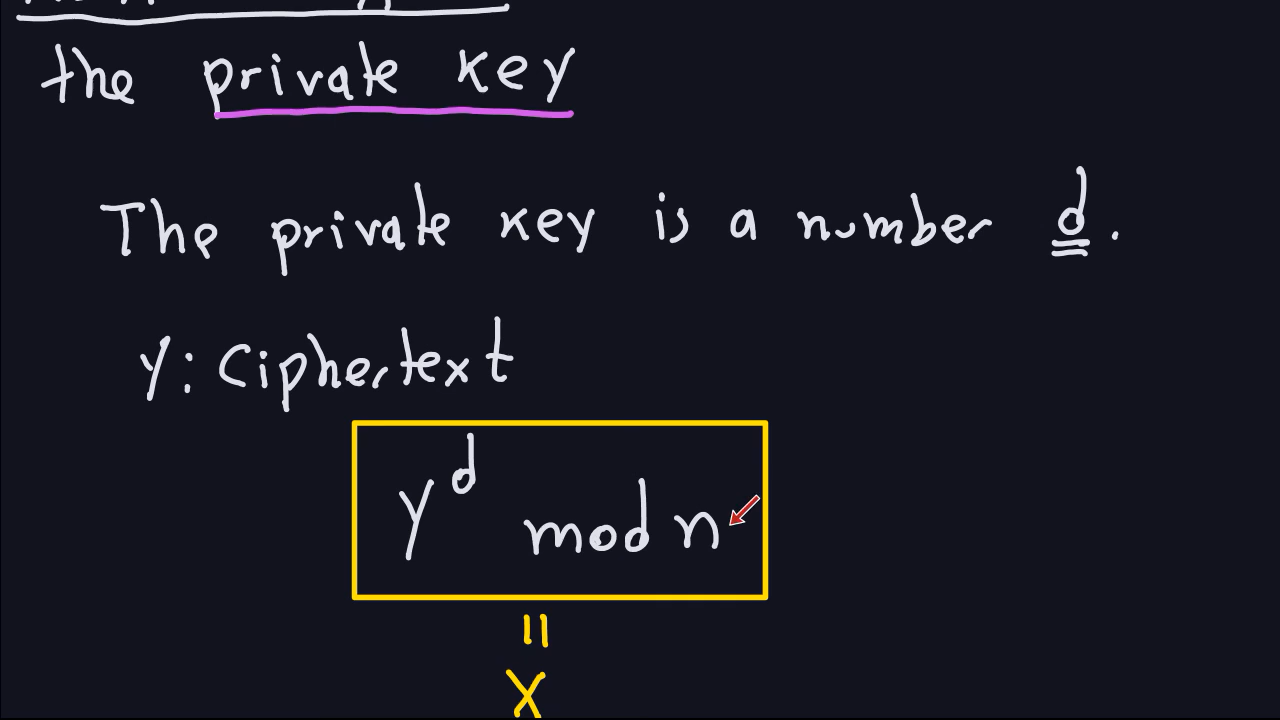 the private key
The private key is a number d.
y: Ciphertext
y^d mod n
=
x